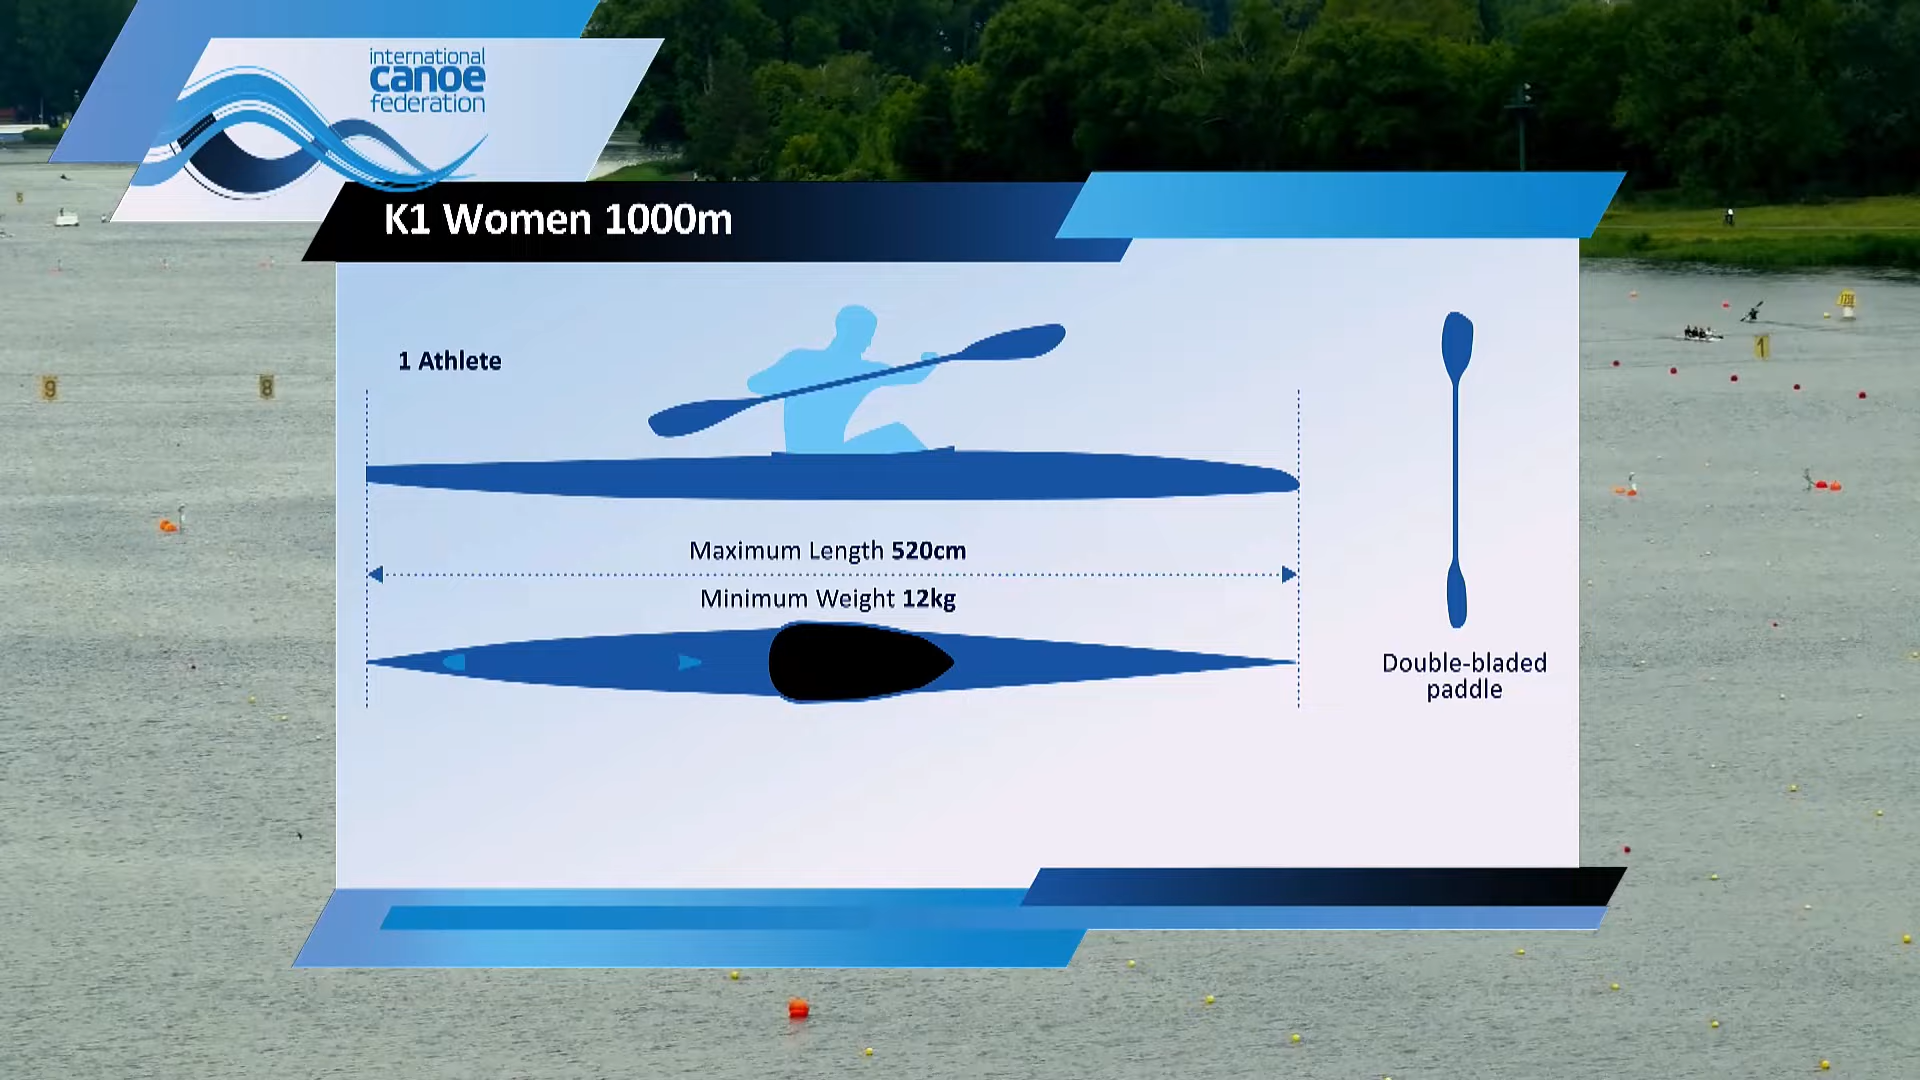 international
canoe
federation
K1 Women 1000m
1 Athlete
9
8
1
Maximum Length 520cm
Minimum Weight 12kg
Double-bladed
paddle